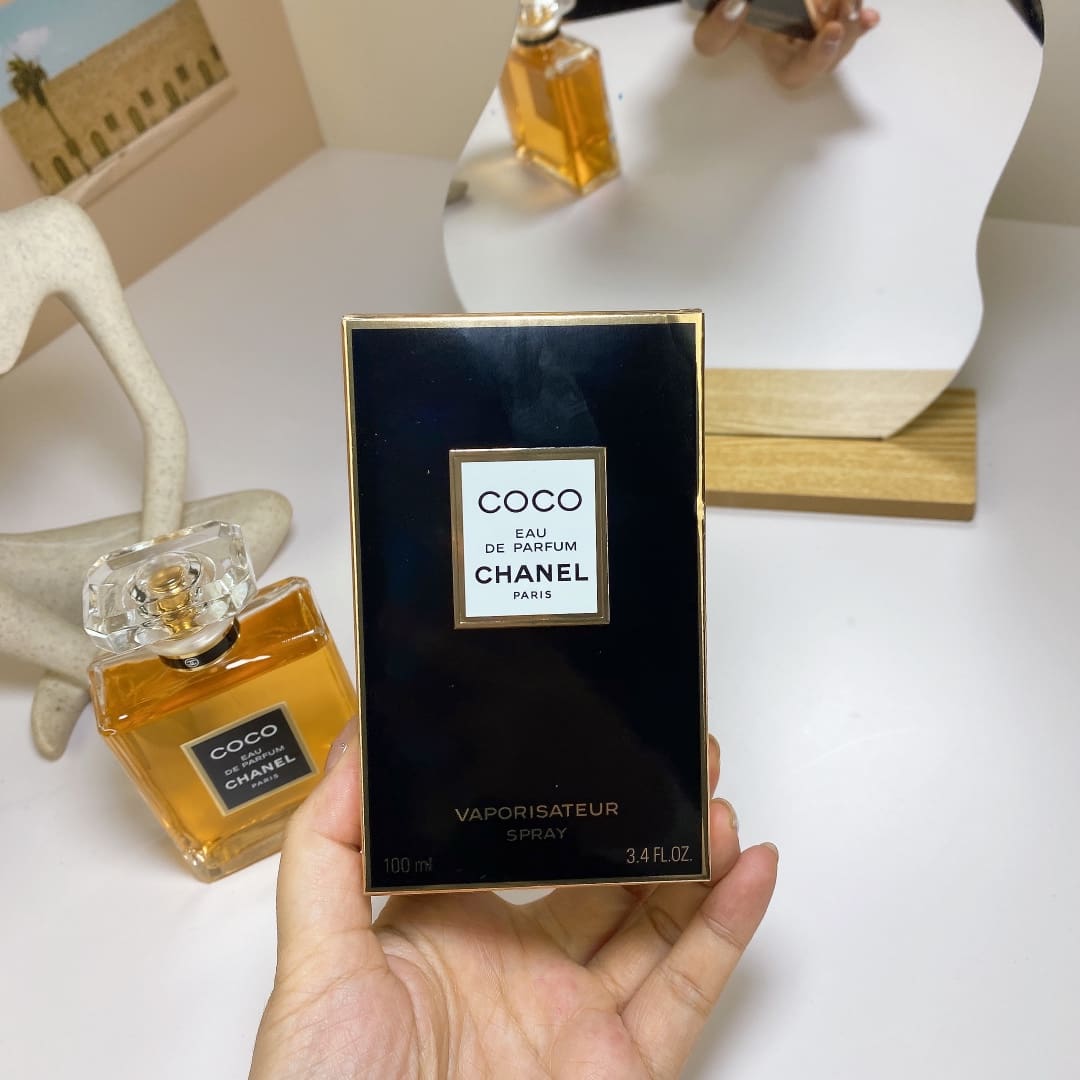 COCO
EAU
DE PARFUM
CHANEL
PARIS
VAPORISATEUR
SPRAY
100 ml
3.4 FL.OZ.
COCO
EAU
DE PARFUM
CHANEL
PARIS